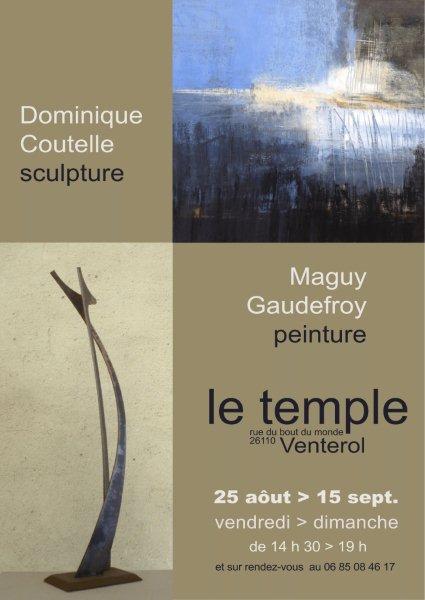 Dominique
Coutelle
sculpture
Maguy
Gaudefroy
peinture
le temple
rue du bout du monde
26110 Venterol
25 aôut > 15 sept.
vendredi > dimanche
de 14 h 30 > 19 h
et sur rendez-vous au 06 85 08 46 17